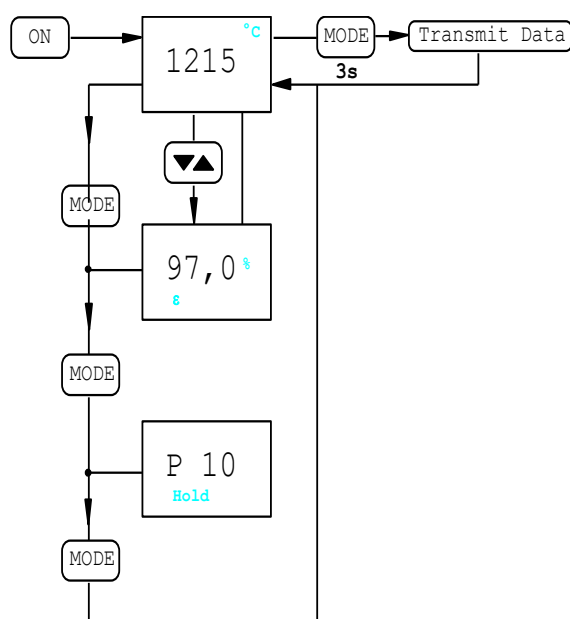 ON
1215 °C
MODE
Transmit Data
3s
▼▲
MODE
97,0 %
ε
MODE
P 10
Hold
MODE